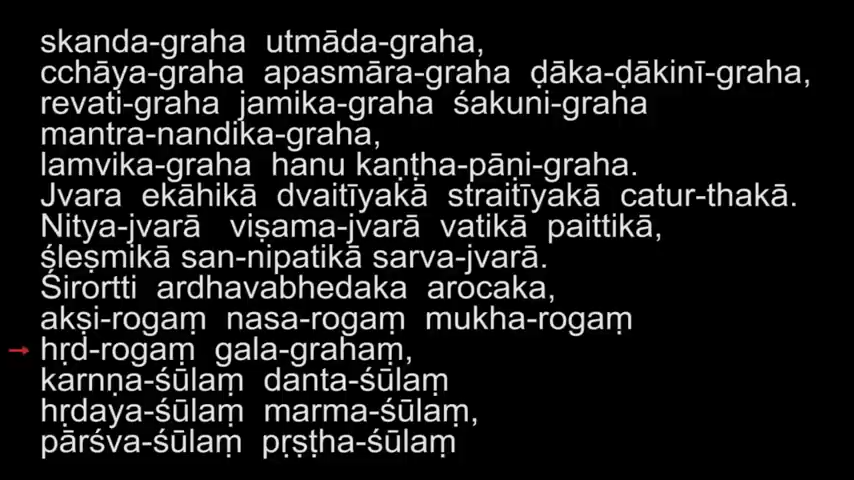 skanda-graha utmāda-graha,
cchāya-graha apasmāra-graha ḍāka-ḍākinī-graha,
revati-graha jamika-graha śakuni-graha
mantra-nandika-graha,
lamvika-graha hanu kaṇṭha-pāṇi-graha.
Jvara ekāhikā dvaitīyakā straitīyakā catur-thakā.
Nitya-jvarā viṣama-jvarā vatikā paittikā,
śleṣmikā san-nipatikā sarva-jvarā.
Śirortti ardhavabhedaka arocaka,
akṣi-rogaṃ nasa-rogaṃ mukha-rogaṃ
hṛd-rogaṃ gala-grahaṃ,
karnṇa-śūlaṃ danta-śūlaṃ
hṛdaya-śūlaṃ marma-śūlaṃ,
pārśva-śūlaṃ pṛṣṭha-śūlaṃ